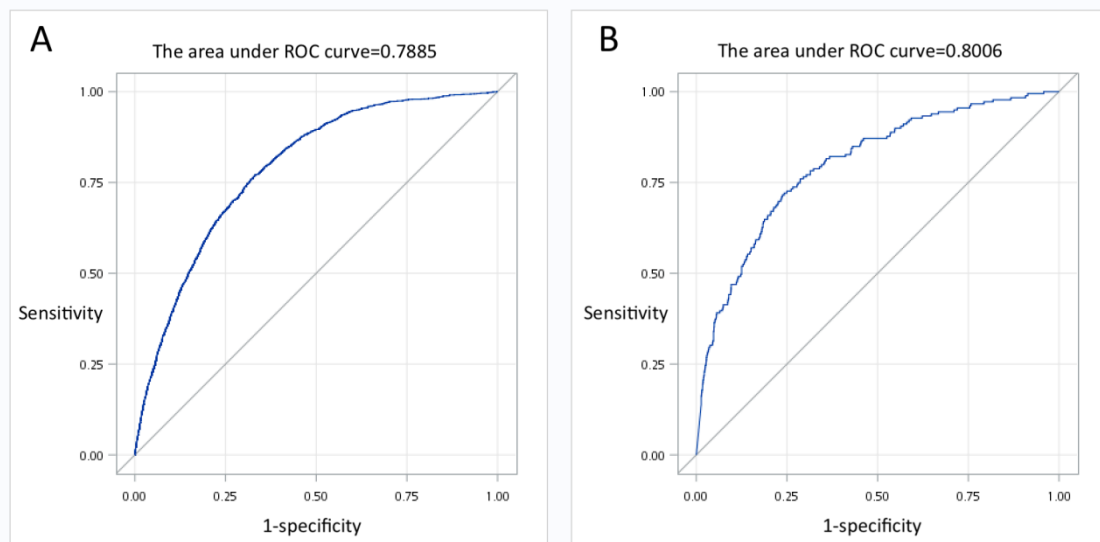 A
The area under ROC curve=0.7885
1.00
0.75
0.50
Sensitivity
0.25
0.00
0.00 0.25 0.50 0.75 1.00
1-specificity
B
The area under ROC curve=0.8006
1.00
0.75
0.50
Sensitivity
0.25
0.00
0.00 0.25 0.50 0.75 1.00
1-specificity